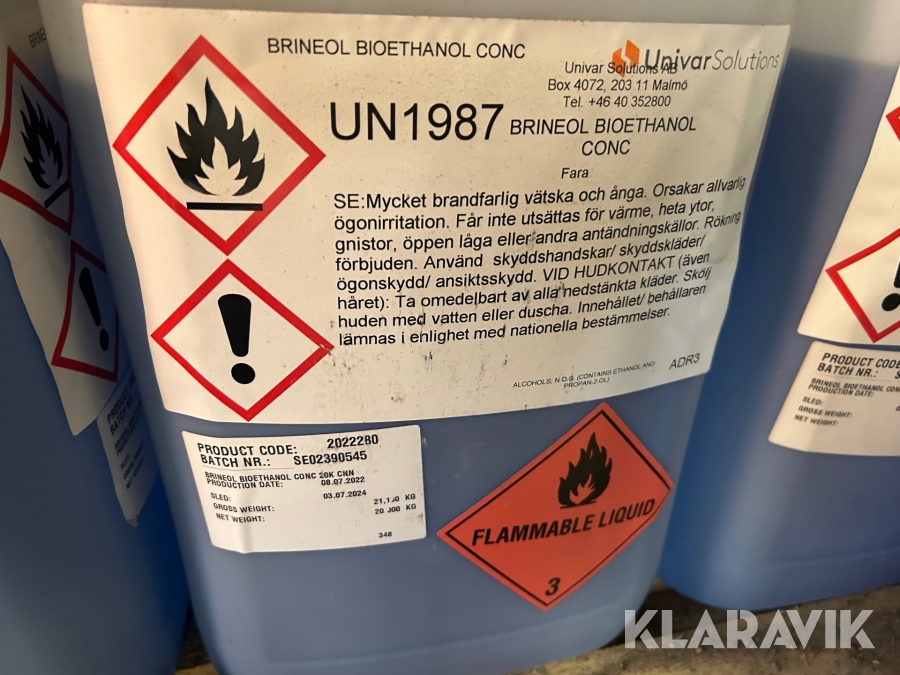 BRINEOL BIOETHANOL CONC
UnivarSolutions
Univar Solutions AB
Box 4072, 203 11 Malmö
Tel. +46 40 352800
UN1987 BRINEOL BIOETHANOL
CONC
Fara
SE:Mycket brandfarlig vätska och ånga. Orsakar allvarlig
ögonirritation. Får inte utsättas för värme, heta ytor,
gnistor, öppen låga eller andra antändningskällor. Rökning
förbjuden. Använd skyddshandskar/ skyddskläder/
ögonskydd/ ansiktsskydd. VID HUDKONTAKT (även
håret): Ta omedelbart av alla nedstänkta kläder. Skölj
huden med vatten eller duscha. Innehållet/ behållaren
lämnas i enlighet med nationella bestämmelser.
ALCOHOLS, N.O.S. (CONTAINS ETHANOL AND
PROPAN-2-OL)
ADR3
PRODUCT CODE: 2022280
BATCH NR.: SE02390545
BRINEOL BIOETHANOL CONC 20K CNN
PRODUCTION DATE: 08.07.2022
SLED: 03.07.2024
GROSS WEIGHT: KG
NET WEIGHT: KG
346
FLAMMABLE LIQUID
3
PRODUCT CODE
BATCH NR.: SE
BRINEOL BIOETHANOL CONC
PRODUCTION DATE:
SLED:
GROSS WEIGHT:
NET WEIGHT:
KLARAVIK